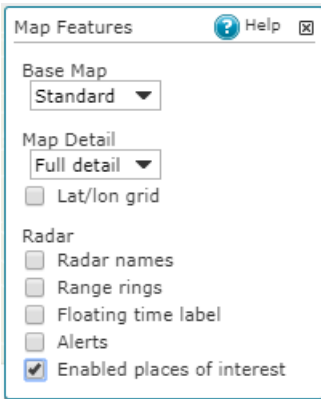 Map Features ? Help
Base Map
Standard
Map Detail
Full detail
Lat/lon grid
Radar
Radar names
Range rings
Floating time label
Alerts
Enabled places of interest